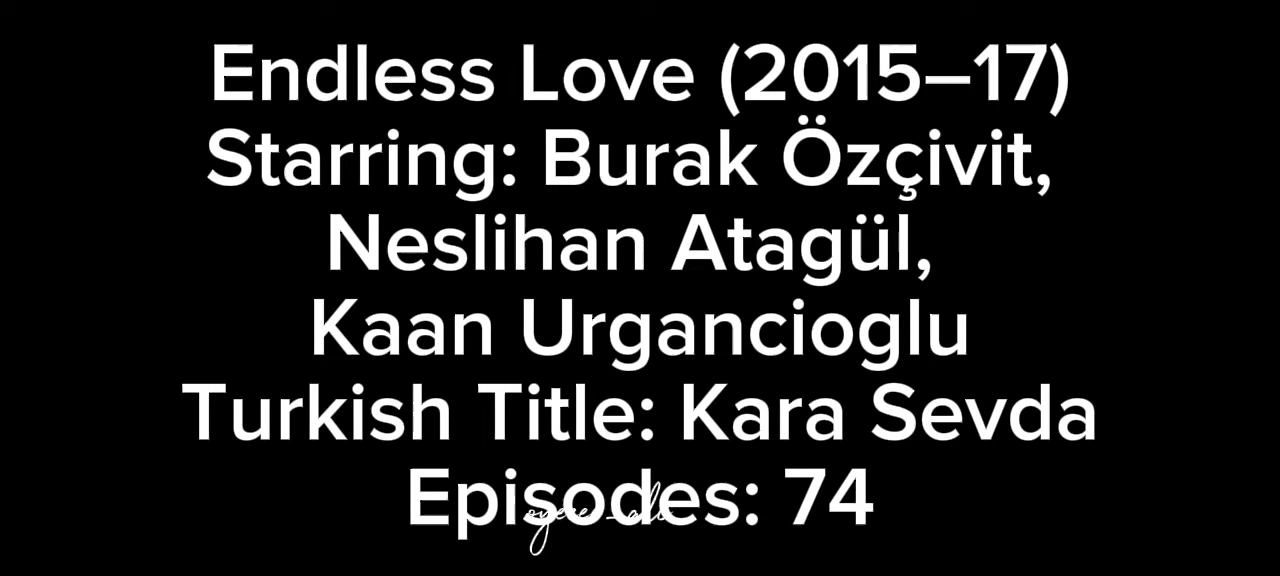 Endless Love (2015–17)
Starring: Burak Özçivit,
Neslihan Atagül,
Kaan Urgancioglu
Turkish Title: Kara Sevda
Episodes: 74